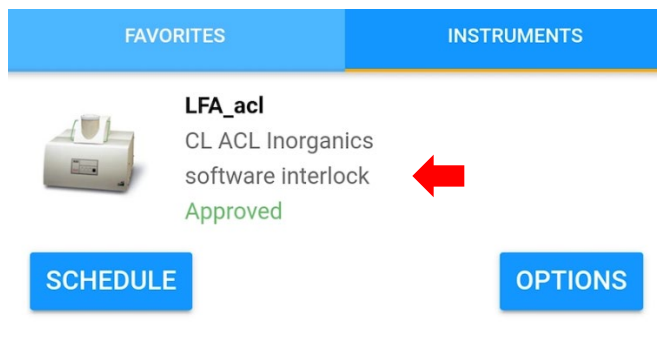 FAVORITES INSTRUMENTS
LFA_acl
CL ACL Inorganics
software interlock
Approved
SCHEDULE OPTIONS